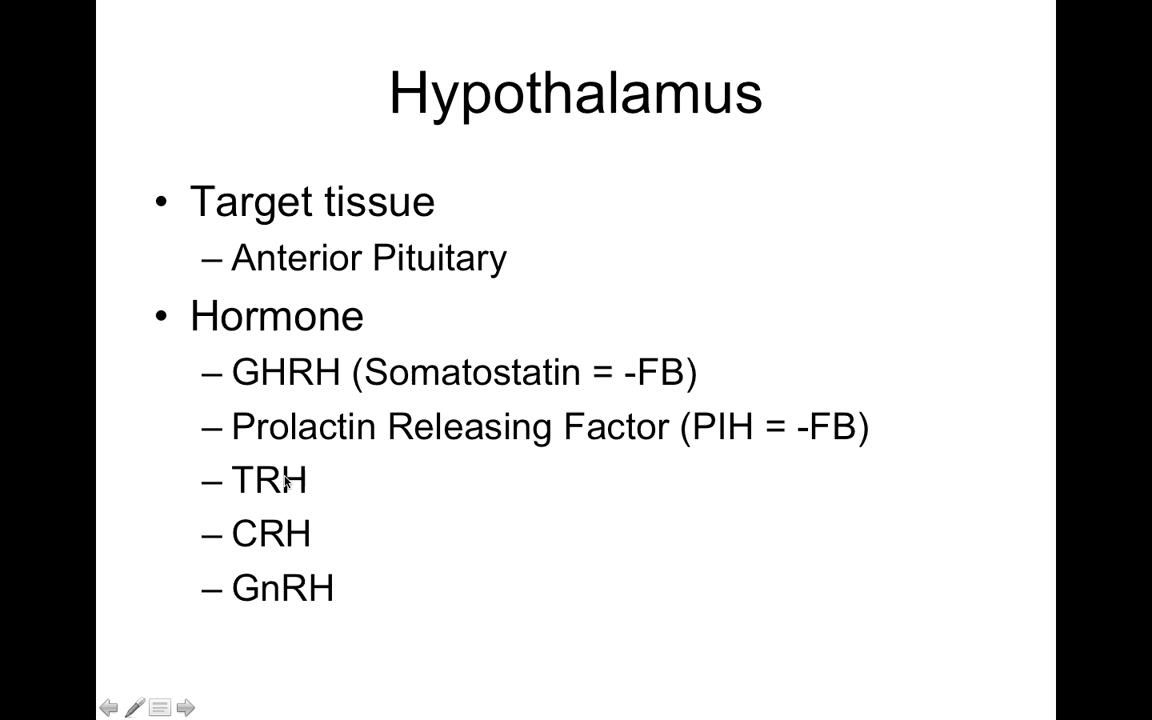 Hypothalamus
• Target tissue
– Anterior Pituitary
• Hormone
– GHRH (Somatostatin = -FB)
– Prolactin Releasing Factor (PIH = -FB)
– TRH
– CRH
– GnRH